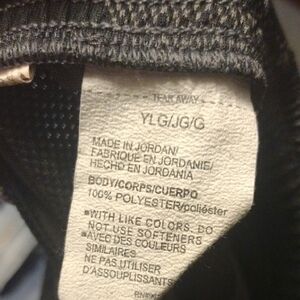 TEAR AWAY
YLG/JG/G
MADE IN JORDAN/
FABRIQUÉ EN JORDANIE/
HECHO EN JORDANIA
BODY/CORPS/CUERPO
100% POLYESTER/poliéster
■WITH LIKE COLORS. DO
NOT USE SOFTENERS
■AVEC DES COULEURS
SIMILAIRES.
NE PAS UTILISER
D'ASSOUPLISSANTS